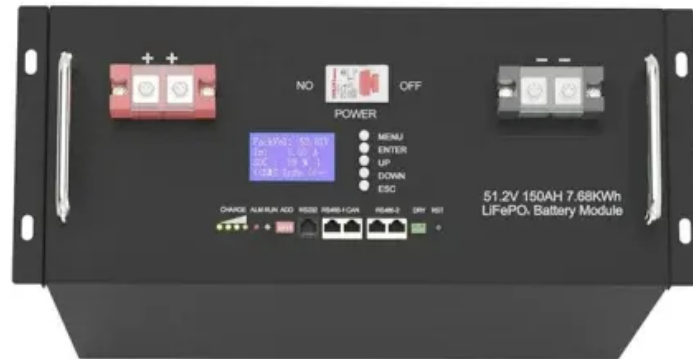 + +
- -
NO
OFF
POWER
MENU
ENTER
UP
DOWN
ESC
51.2V 150AH 7.68KWh
LiFePO₄ Battery Module
CHARGE ALM RUN ADD RS232 RS485-1 CAN RS485-2 DRY RST